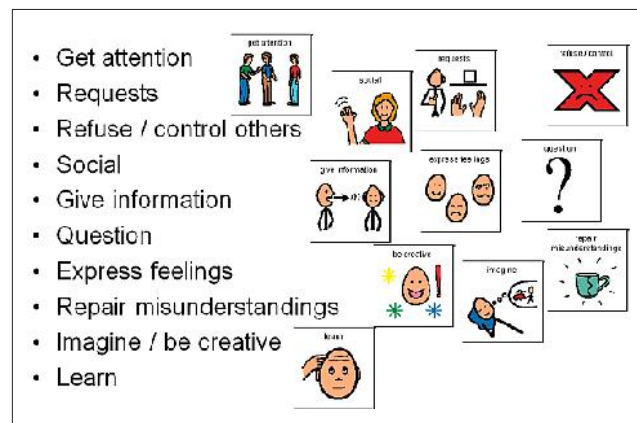 • Get attention
• Requests
• Refuse / control others
• Social
• Give information
• Question
• Express feelings
• Repair misunderstandings
• Imagine / be creative
• Learn
get attention
requests
refuse / control
social
give information
express feelings
question
be creative
imagine
repair
misunderstandings
learn